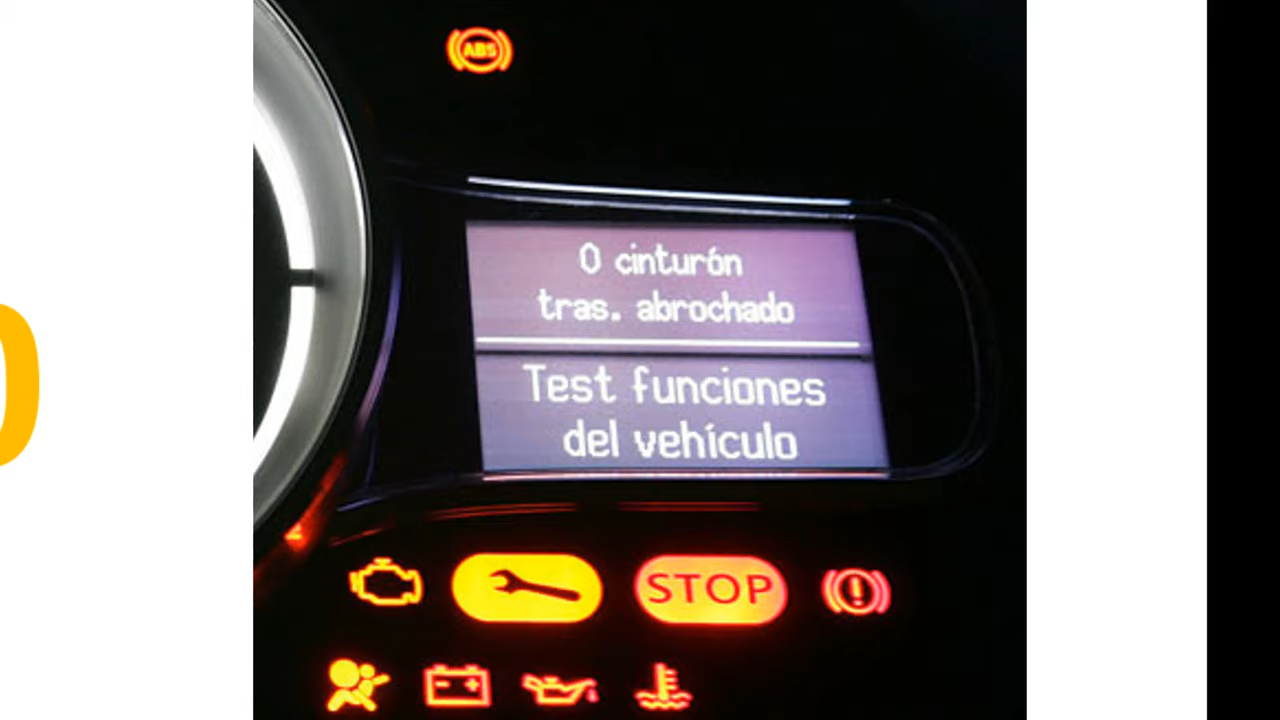 ABS
0 cinturón
tras. abrochado
Test funciones
del vehículo
STOP